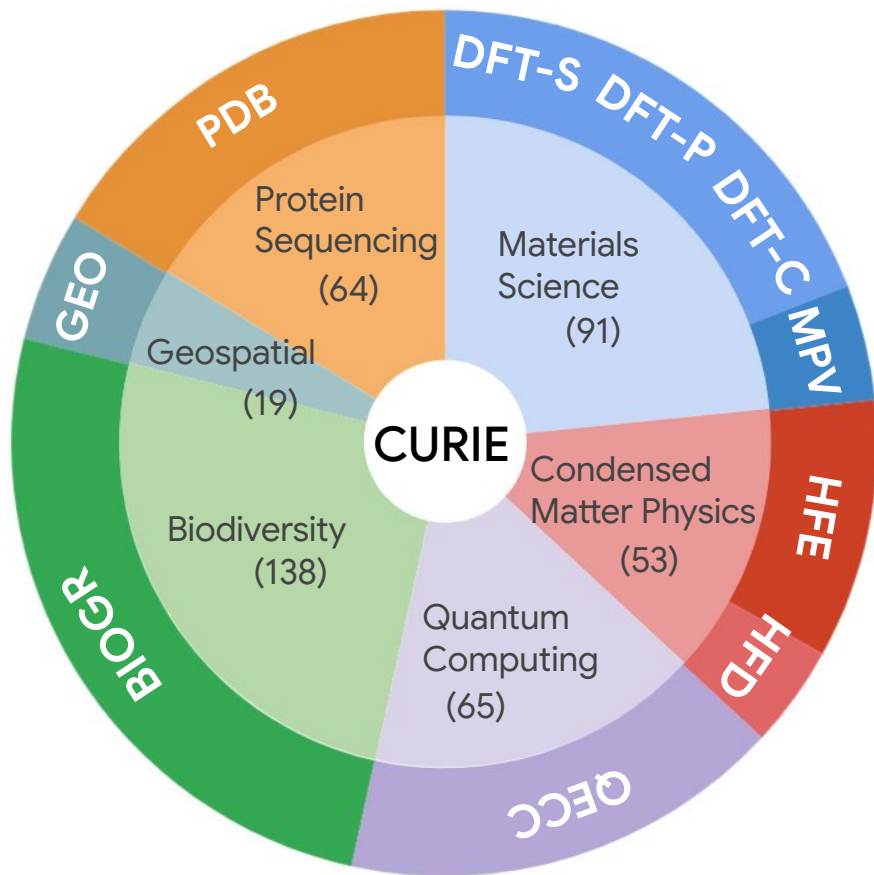 PDB
DFT-S
DFT-P
DFT-C
MPV
HFE
HFD
QECC
BIOGR
GEO
Protein
Sequencing
(64)
Materials
Science
(91)
Geospatial
(19)
CURIE
Condensed
Matter Physics
(53)
Biodiversity
(138)
Quantum
Computing
(65)